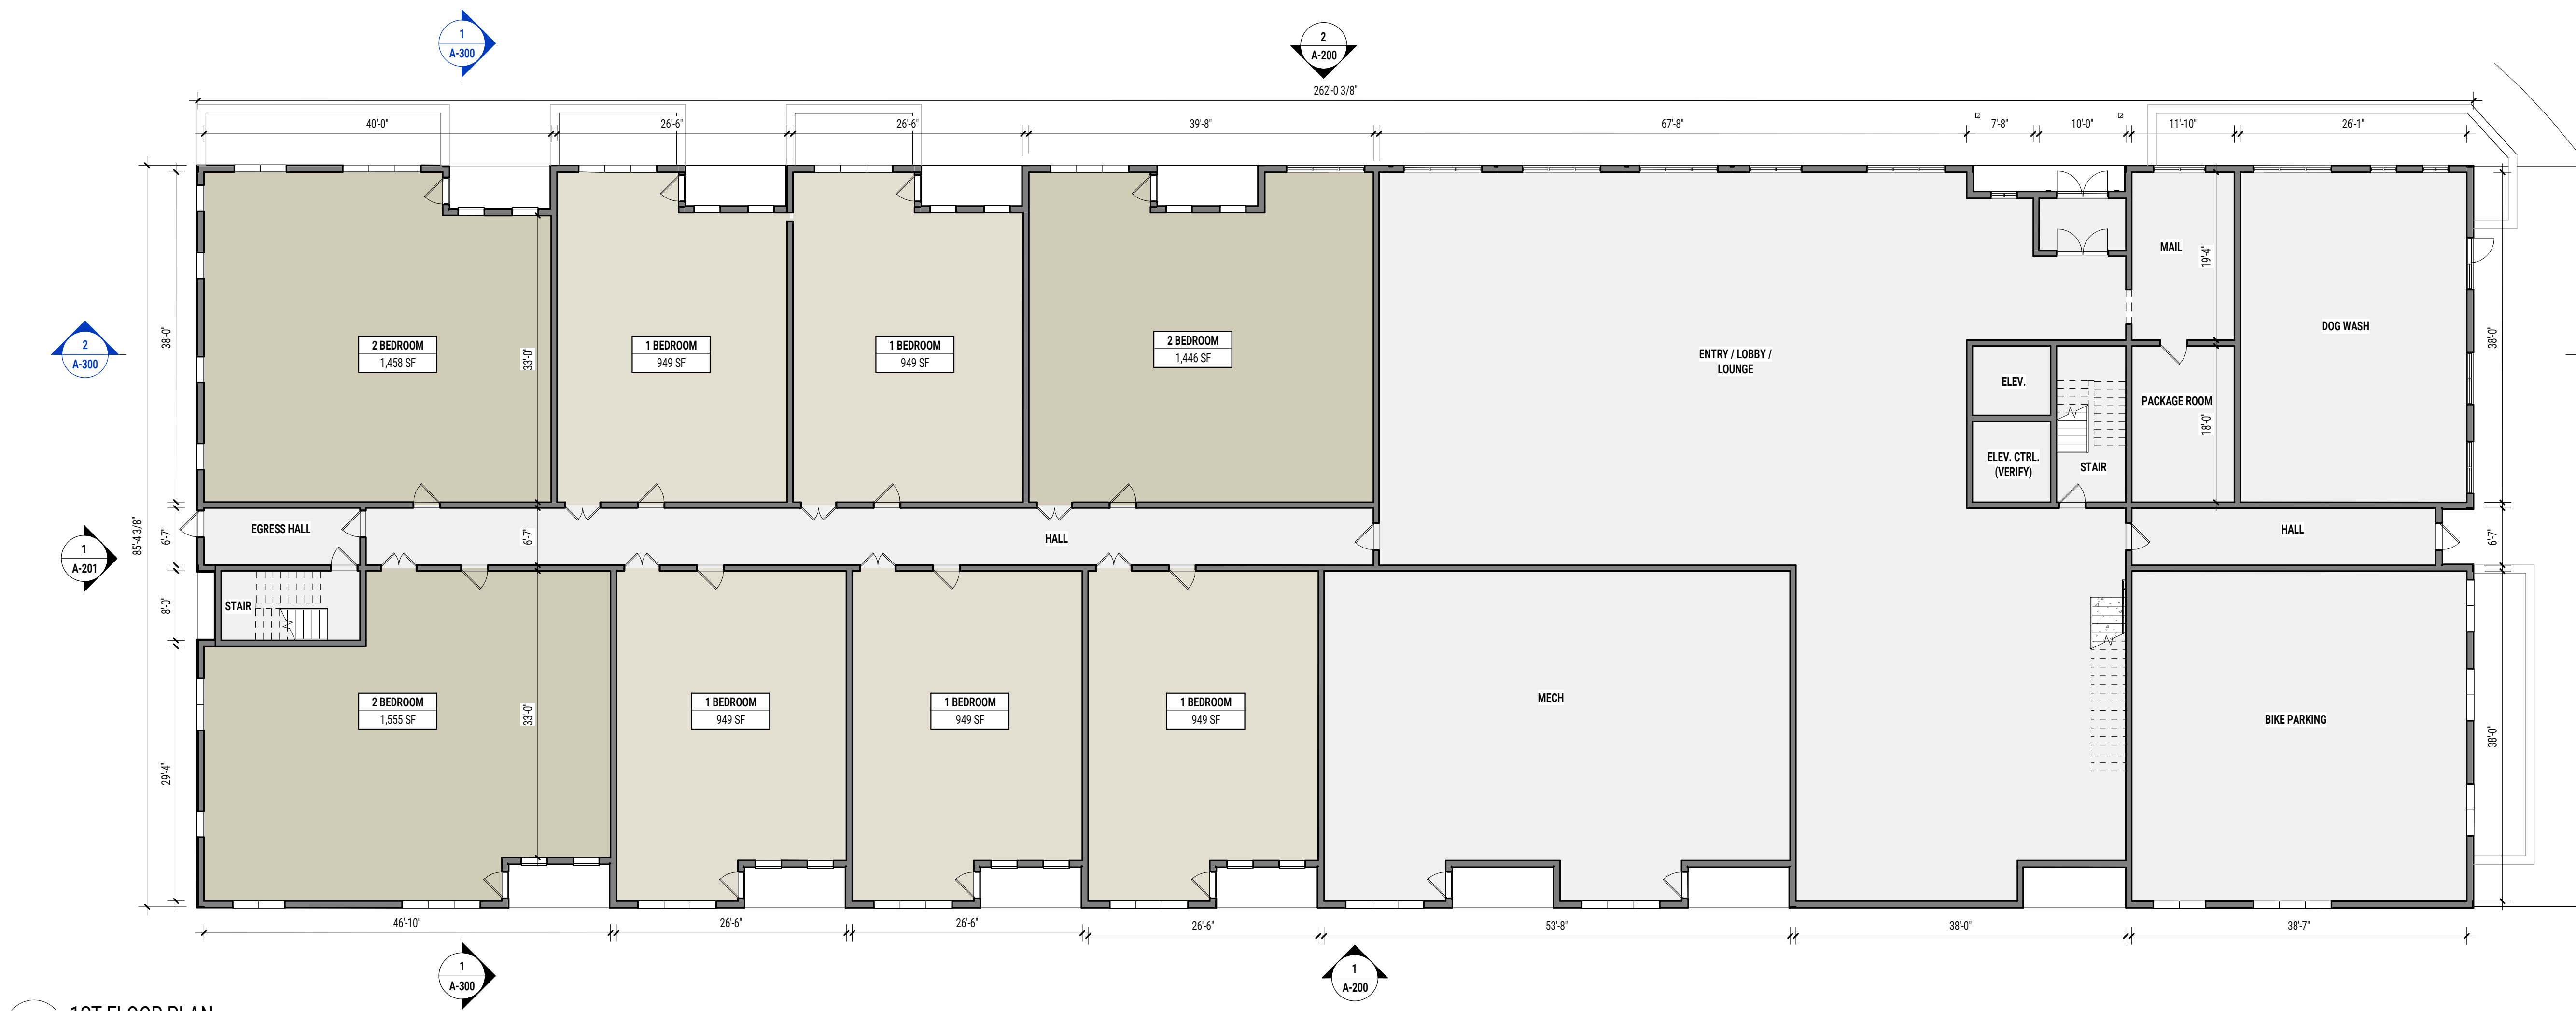 1
A-300
2
A-200
262'-0 3/8"
40'-0"
26'-6"
26'-6"
39'-8"
67'-8"
7'-8"
10'-0"
11'-10"
26'-1"
MAIL
19'-4"
DOG WASH
38'-0"
2
A-300
2 BEDROOM
1,458 SF
33'-0"
1 BEDROOM
949 SF
1 BEDROOM
949 SF
2 BEDROOM
1,446 SF
ENTRY / LOBBY /
LOUNGE
38'-0"
ELEV.
PACKAGE ROOM
18'-0"
ELEV. CTRL.
(VERIFY)
STAIR
1
A-201
85'-4 3/8"
6'-7"
EGRESS HALL
6'-7"
HALL
HALL
6'-7"
8'-0"
STAIR
29'-4"
2 BEDROOM
1,555 SF
33'-0"
1 BEDROOM
949 SF
1 BEDROOM
949 SF
1 BEDROOM
949 SF
MECH
BIKE PARKING
38'-0"
46'-10"
26'-6"
26'-6"
26'-6"
53'-8"
38'-0"
38'-7"
1
A-300
1
A-200
1ST FLOOR PLAN